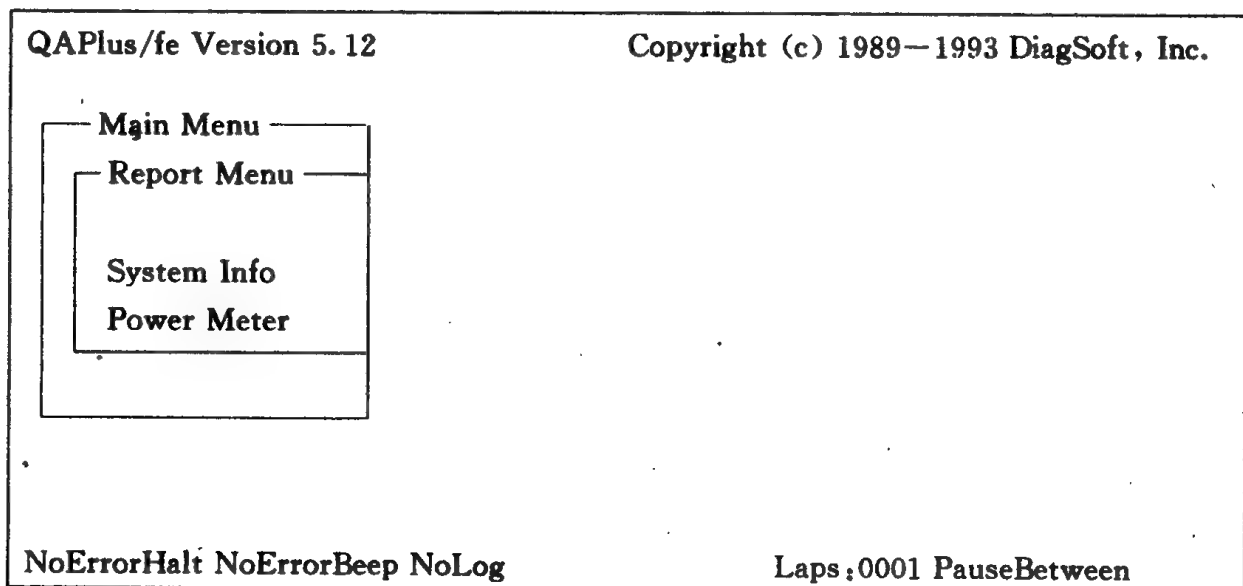 QAPlus/fe Version 5.12
Copyright (c) 1989—1993 DiagSoft, Inc.
Main Menu
Report Menu
System Info
Power Meter
NoErrorHalt NoErrorBeep NoLog
Laps:0001 PauseBetween